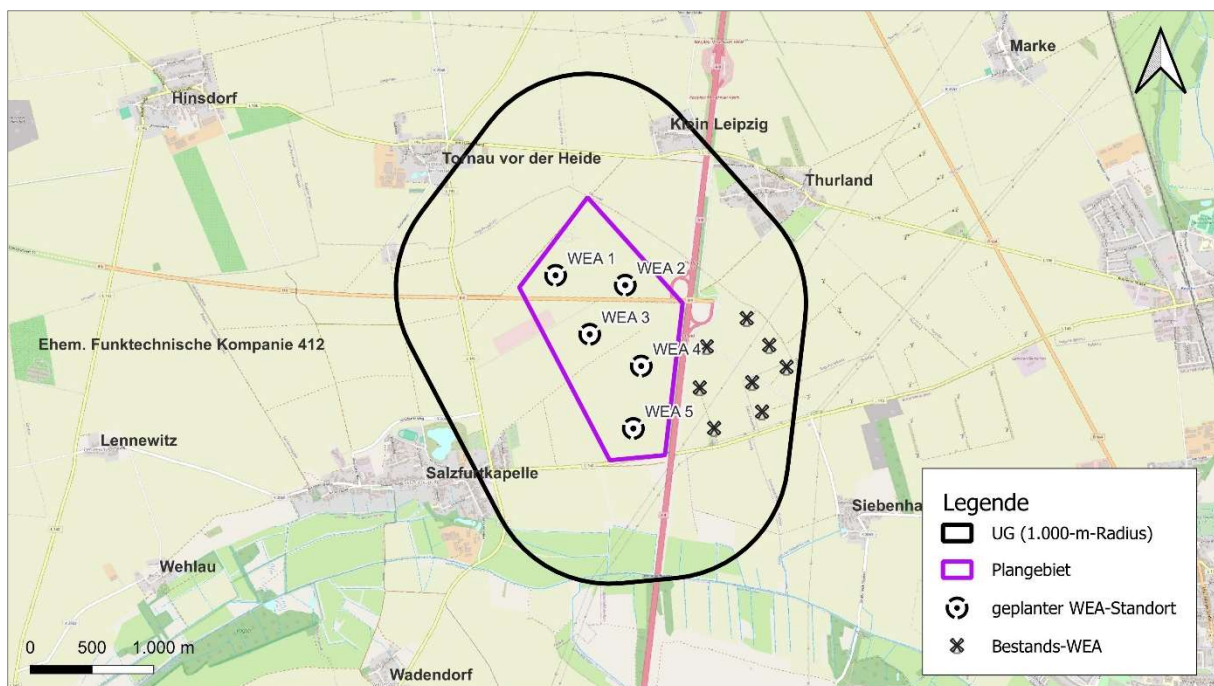 Marke
Hinsdorf
Klein Leipzig
Tornau vor der Heide
Thurland
WEA 1
WEA 2
WEA 3
Ehem. Funktechnische Kompanie 412
WEA 4
WEA 5
Lennewitz
Salzfurtkapelle
Siebenha
Wehlau
Wadendorf
0 500 1.000 m
Legende
UG (1.000-m-Radius)
Plangebiet
geplanter WEA-Standort
Bestands-WEA